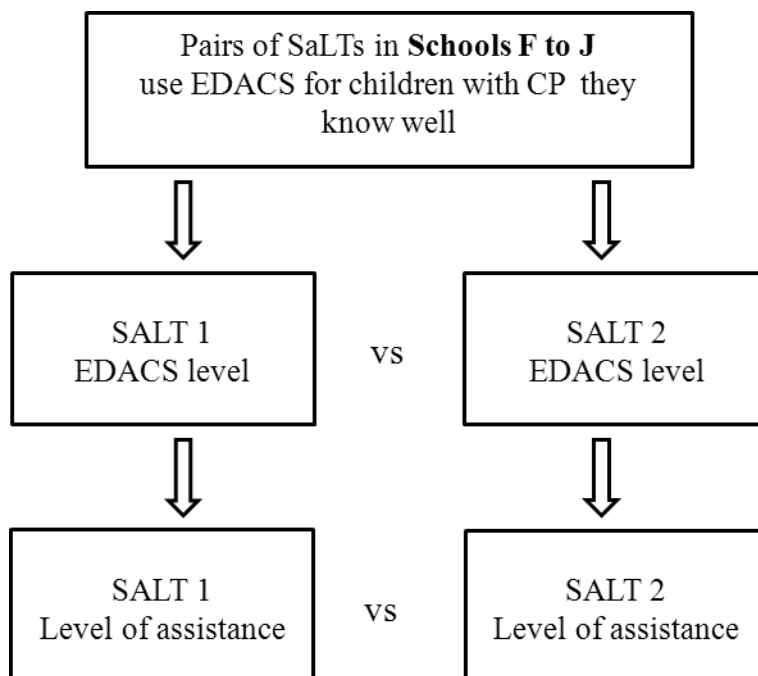 Pairs of SaLTs in Schools F to J
use EDACS for children with CP they
know well
SALT 1
EDACS level
vs
SALT 2
EDACS level
SALT 1
Level of assistance
vs
SALT 2
Level of assistance